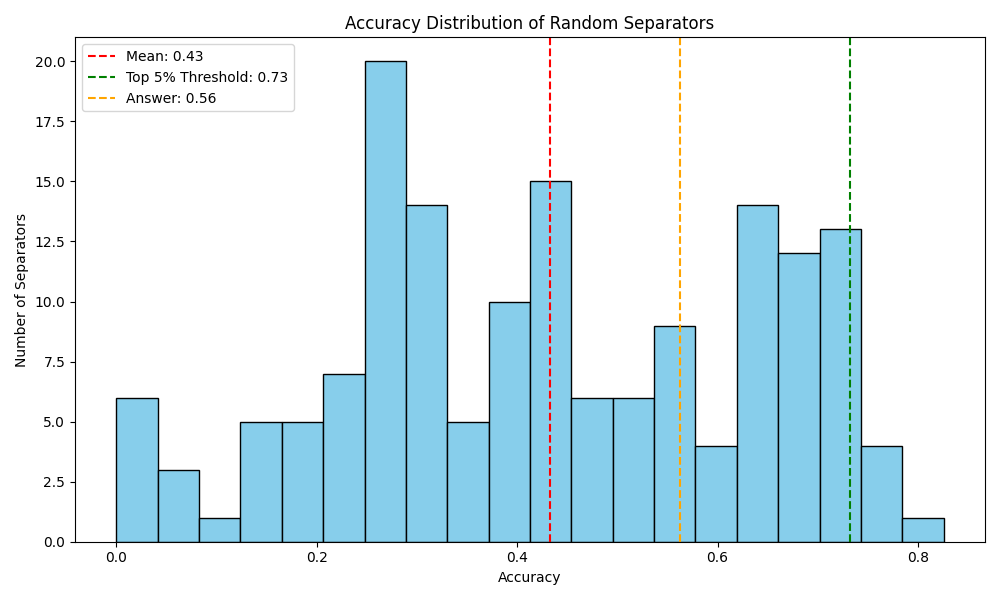 Accuracy Distribution of Random Separators
Mean: 0.43
Top 5% Threshold: 0.73
Answer: 0.56
20.0
17.5
15.0
12.5
10.0
7.5
5.0
2.5
0.0
Number of Separators
0.0 0.2 0.4 0.6 0.8
Accuracy